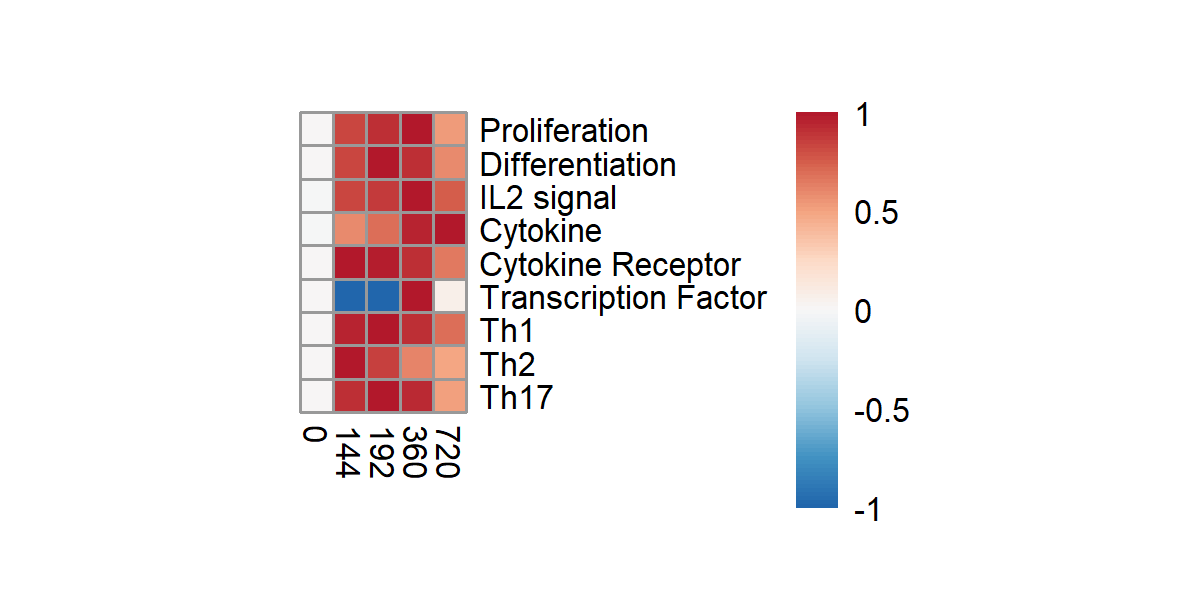 Proliferation
Differentiation
IL2 signal
Cytokine
Cytokine Receptor
Transcription Factor
Th1
Th2
Th17
0
144
192
360
720
1
0.5
0
-0.5
-1